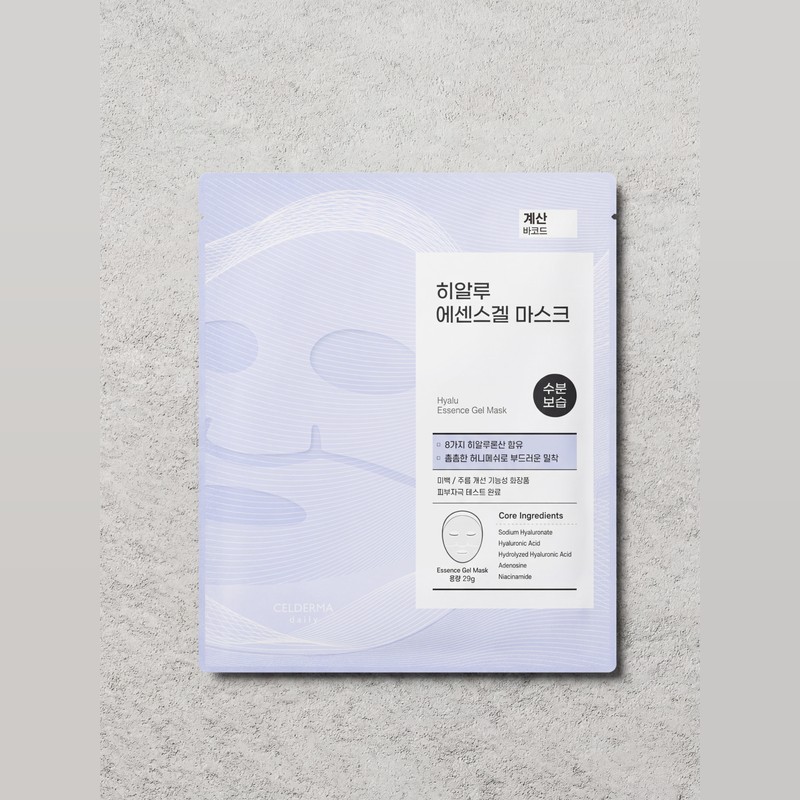 계산
바코드
히알루
에센스겔 마스크
Hyalu
Essence Gel Mask
수분
보습
8가지 히알루론산 함유
촘촘한 허니메쉬로 부드러운 밀착
미백 / 주름 개선 기능성 화장품
피부자극 테스트 완료
Core Ingredients
Sodium Hyaluronate
Hyaluronic Acid
Hydrolyzed Hyaluronic Acid
Adenosine
Niacinamide
Essence Gel Mask
용량 29g
CELDERMA
daily